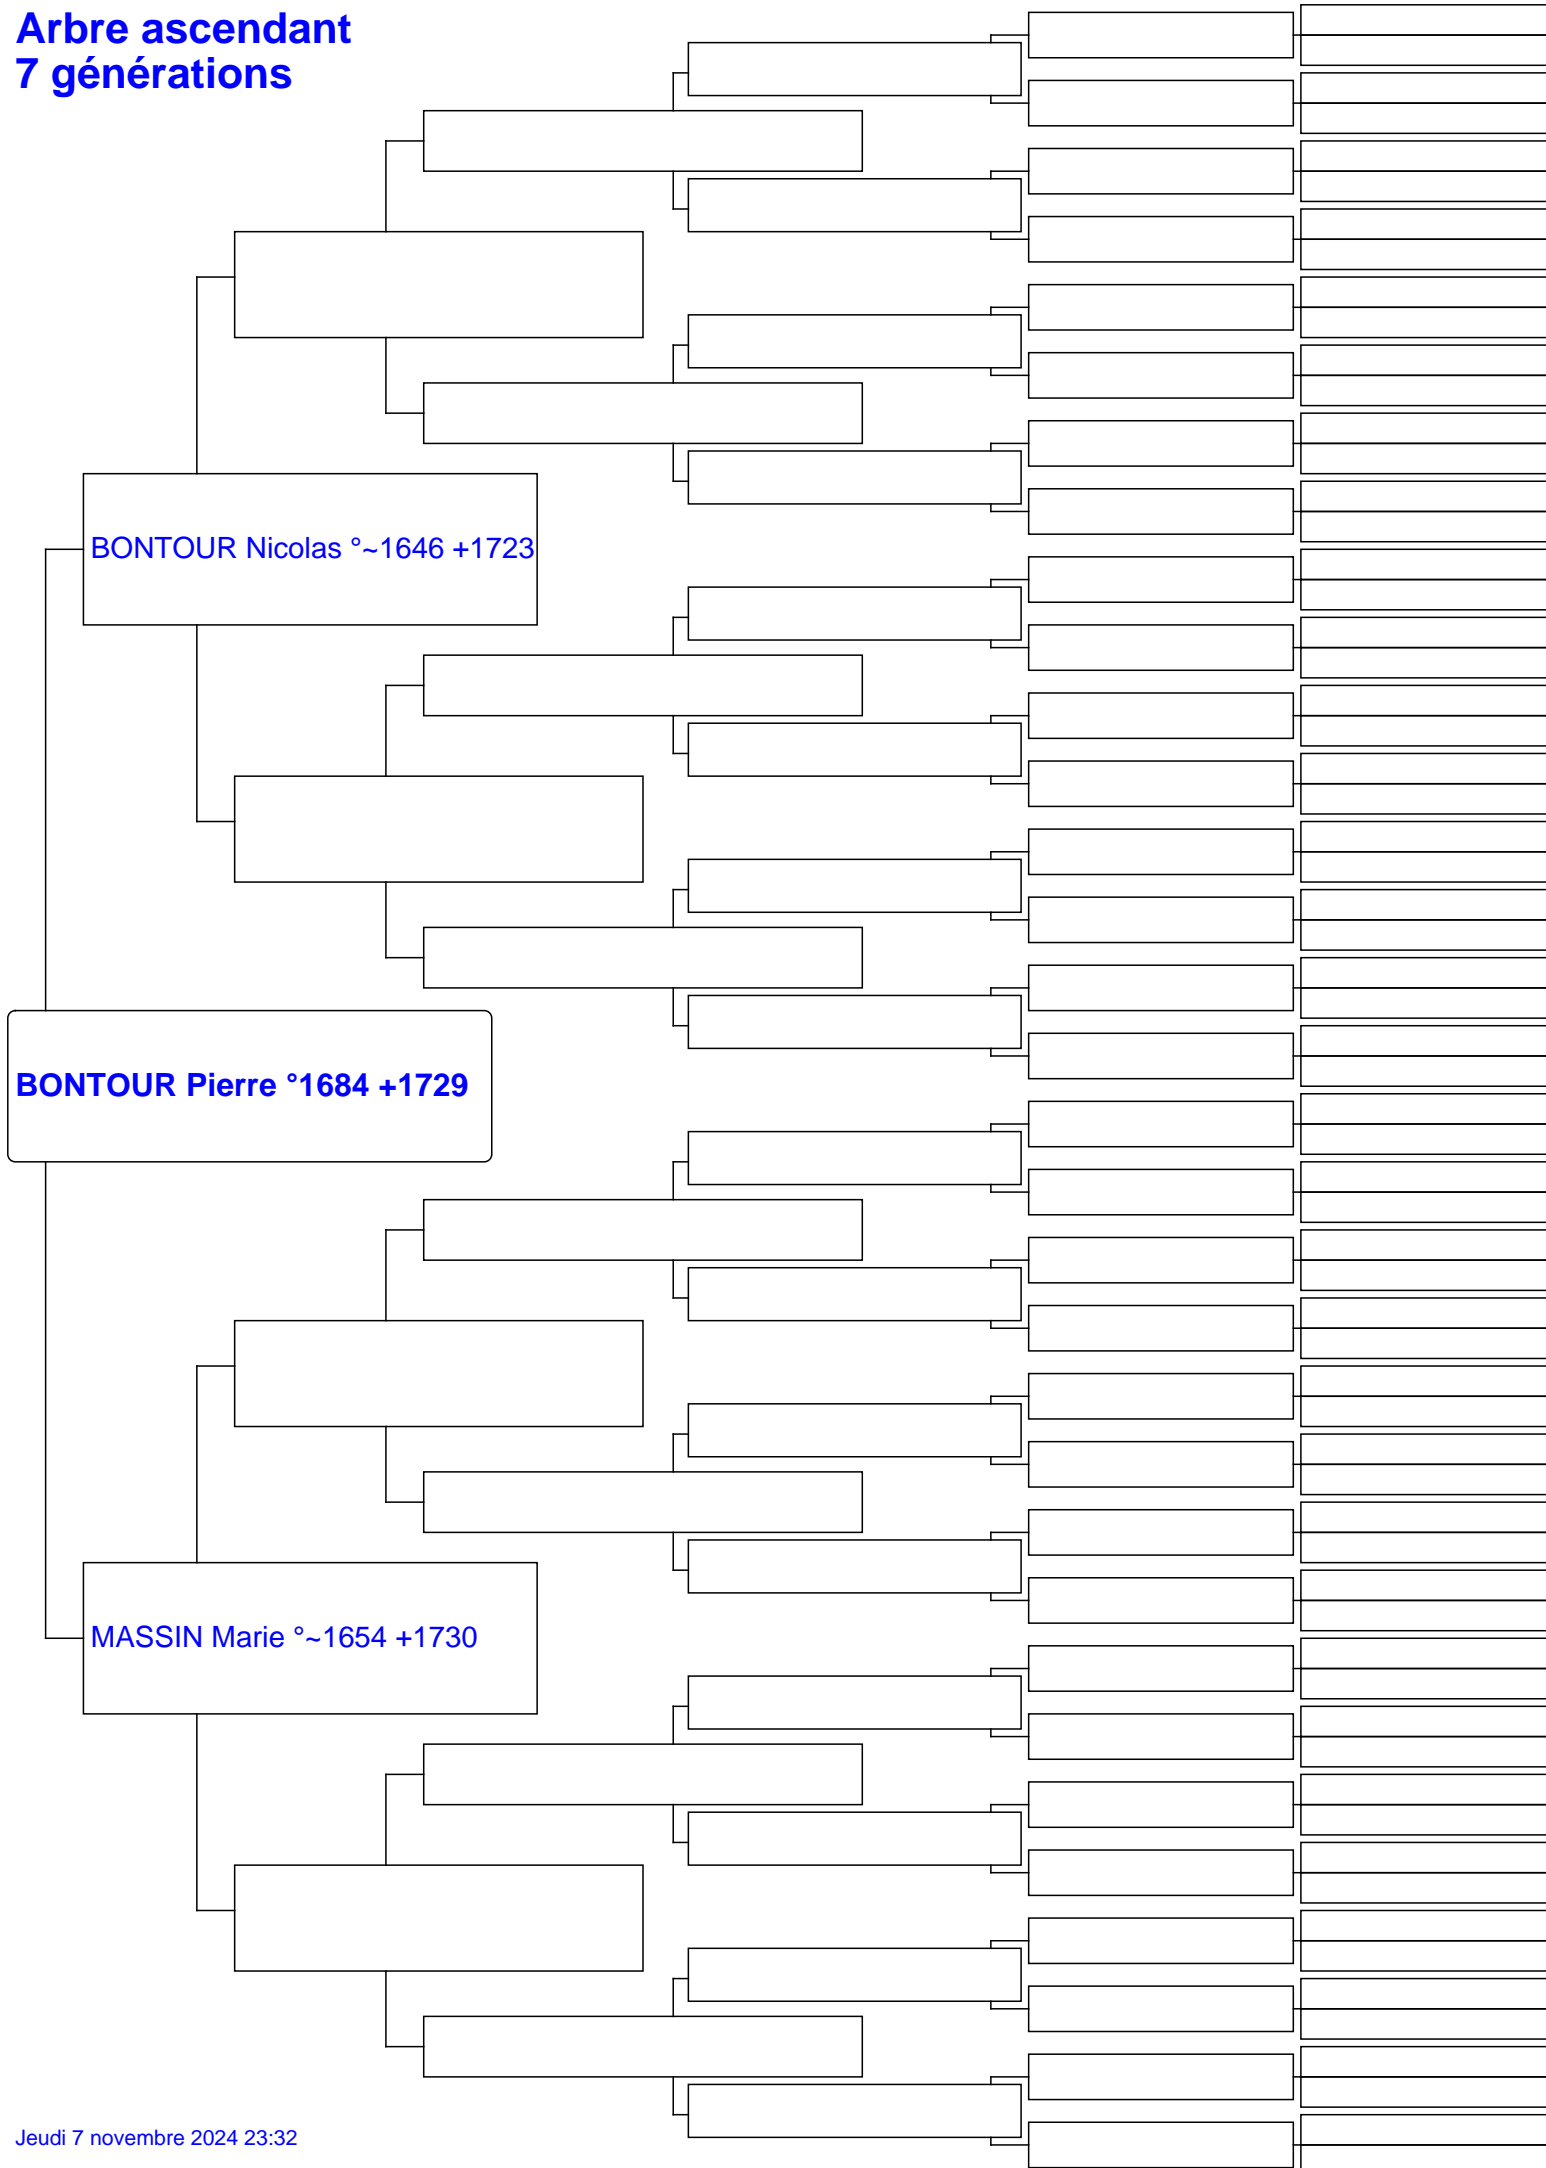 Arbre ascendant
7 générations
BONTOUR Nicolas °~1646 +1723
BONTOUR Pierre °1684 +1729
MASSIN Marie °~1654 +1730
Jeudi 7 novembre 2024 23:32